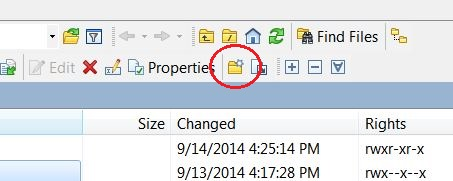 Find Files
Edit Properties
Size Changed Rights
9/14/2014 4:25:14 PM rwxr-xr-x
9/13/2014 4:17:28 PM rwx--x--x